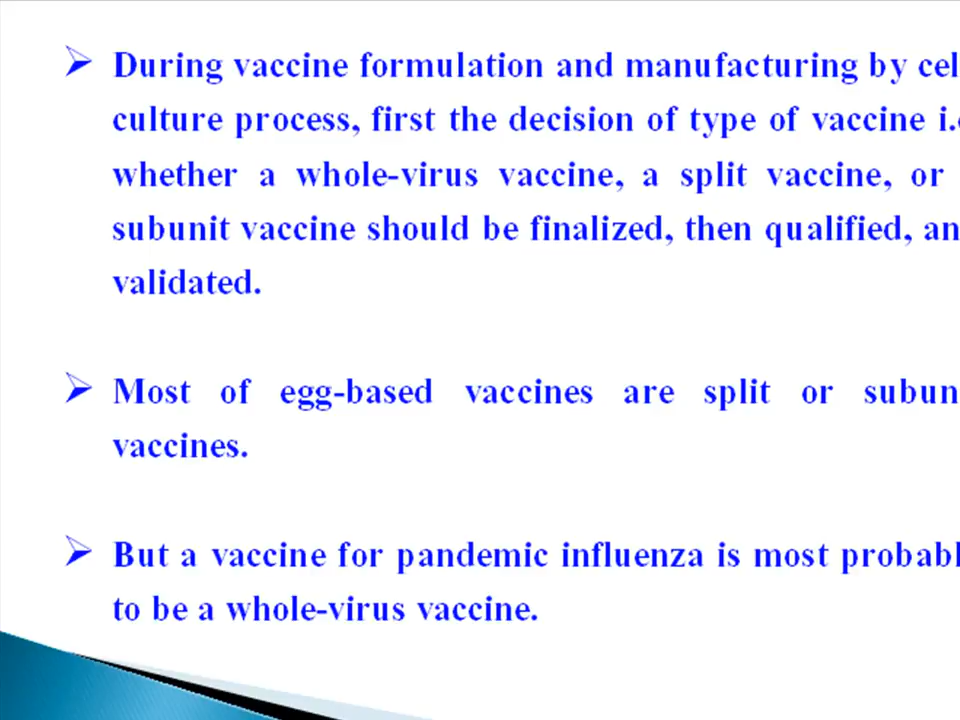 During vaccine formulation and manufacturing by cel
culture process, first the decision of type of vaccine i.e
whether a whole-virus vaccine, a split vaccine, or
subunit vaccine should be finalized, then qualified, an
validated.
Most of egg-based vaccines are split or subun
vaccines.
But a vaccine for pandemic influenza is most probabl
to be a whole-virus vaccine.